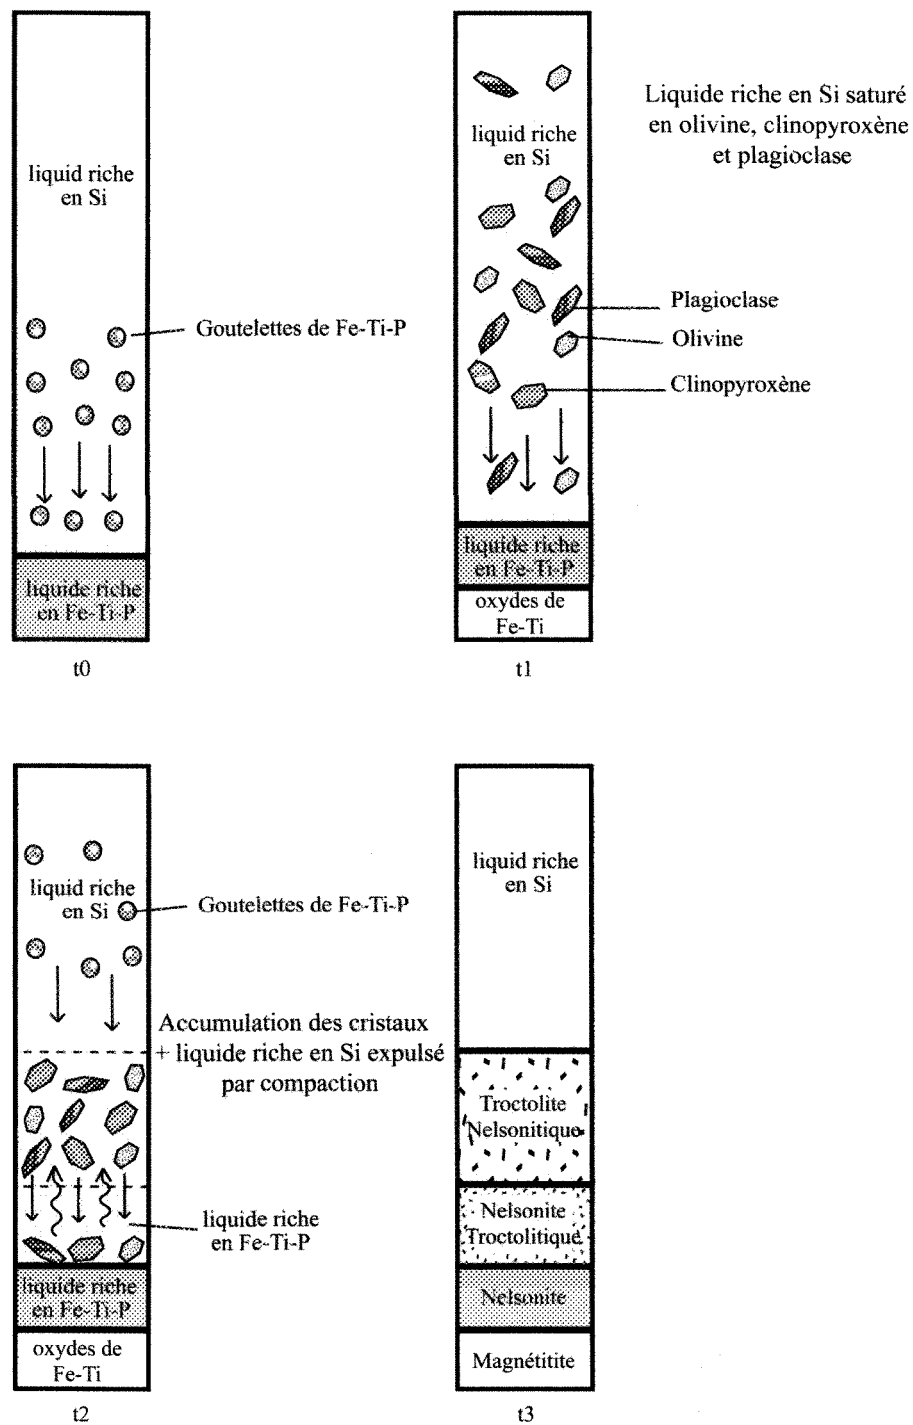 liquid riche
en Si
Goutelettes de Fe-Ti-P
liquide riche
en Fe-Ti-P
t0
liquid riche
en Si
Liquide riche en Si saturé
en olivine, clinopyroxène
et plagioclase
Plagioclase
Olivine
Clinopyroxène
liquide riche
en Fe-Ti-P
oxydes de
Fe-Ti
t1
liquid riche
en Si
Goutelettes de Fe-Ti-P
Accumulation des cristaux
+ liquide riche en Si expulsé
par compaction
liquide riche
en Fe-Ti-P
liquide riche
en Fe-Ti-P
oxydes de
Fe-Ti
t2
liquid riche
en Si
Troctolite
Nelsonitique
Nelsonite
Troctolitique
Nelsonite
Magnétitite
t3